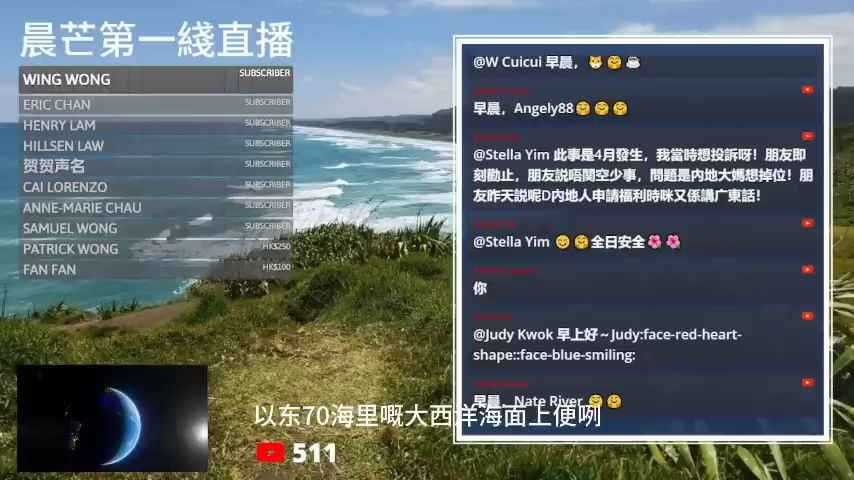 晨芒第一綫直播
WING WONG SUBSCRIBER
ERIC CHAN SUBSCRIBER
HENRY LAM SUBSCRIBER
HILLSEN LAW SUBSCRIBER
贺贺声名 SUBSCRIBER
CAI LORENZO SUBSCRIBER
ANNE-MARIE CHAU SUBSCRIBER
SAMUEL WONG SUBSCRIBER
PATRICK WONG HK$250
FAN FAN HK$100
@W Cuicui 早晨，
早晨，Angely88
@Stella Yim 此事是4月發生，我當時想投訴呀！朋友即
刻勸止，朋友説唔関空少事，問題是内地大媽想掉位！朋
友昨天説呢D内地人申請福利時咪又係講广東話！
@Stella Yim 全日安全
你
@Judy Kwok 早上好～Judy:face-red-heart-
shape::face-blue-smiling:
早晨，Nate River
以东70海里嘅大西洋海面上便咧
511